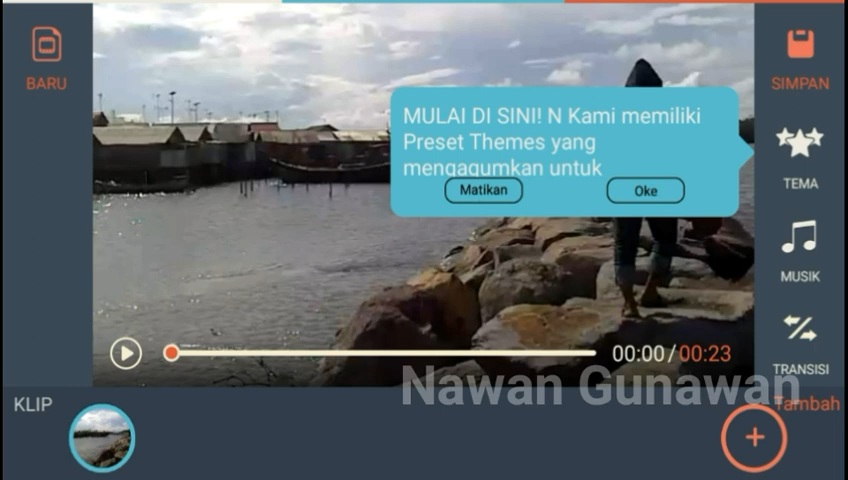 BARU
SIMPAN
MULAI DI SINI! N Kami memiliki
Preset Themes yang
mengagumkan untuk
Matikan
Oke
TEMA
MUSIK
00:00/00:23
TRANSISI
Nawan Gunawan
KLIP
Tambah